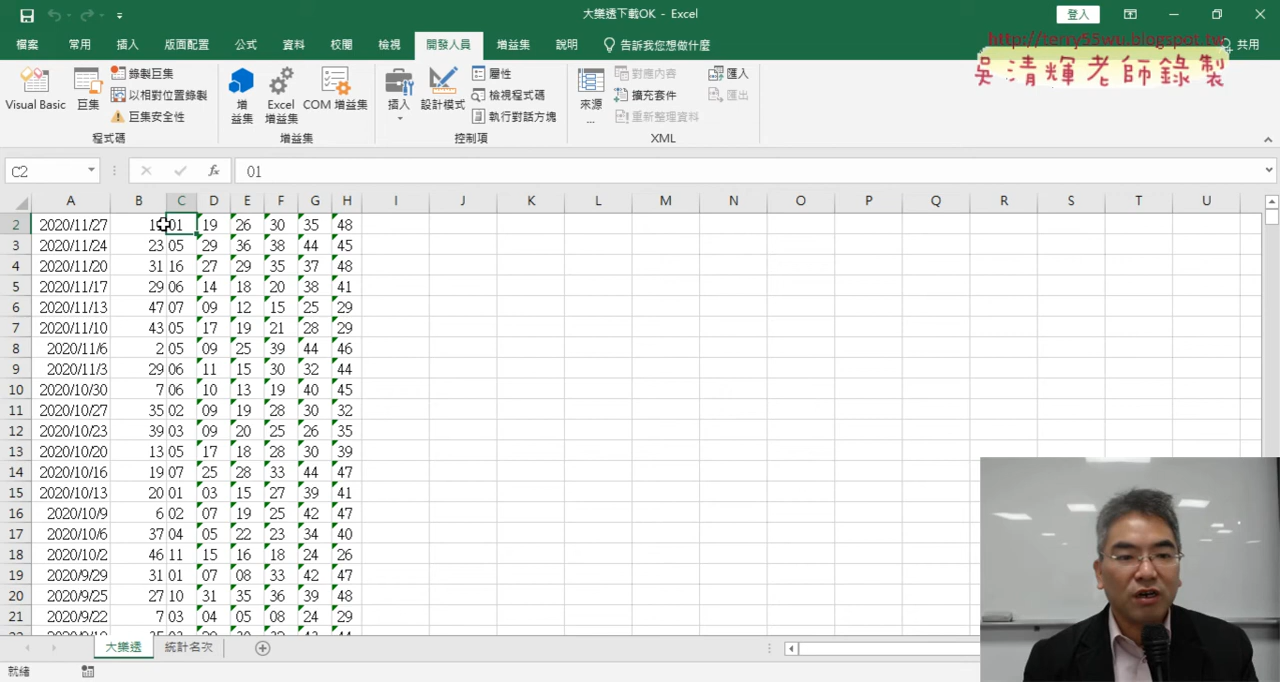 大樂透下載OK - Excel
登入
檔案 常用 插入 版面配置 公式 資料 校閱 檢視 開發人員 增益集 說明 告訴我您想做什麼 共用
http://terry55wu.blogspot.tw
吳清輝老師錄製
Visual Basic 巨集 錄製巨集 以相對位置錄製 巨集安全性
程式碼
增益集 Excel 增益集 COM 增益集
增益集
插入 設計模式 屬性 檢視程式碼 執行對話方塊
控制項
來源... 對應內容 擴充套件 重新整理資料 匯入 匯出
XML
C2 fx 01
A B C D E F G H I J K L M N O P Q R S T U
2 2020/11/27 01 19 26 30 35 48
3 2020/11/24 23 05 29 36 38 44 45
4 2020/11/20 31 16 27 29 35 37 48
5 2020/11/17 29 06 14 18 20 38 41
6 2020/11/13 47 07 09 12 15 25 29
7 2020/11/10 43 05 17 19 21 28 29
8 2020/11/6 2 05 09 25 39 44 46
9 2020/11/3 29 06 11 15 30 32 44
10 2020/10/30 7 06 10 13 19 40 45
11 2020/10/27 35 02 09 19 28 30 32
12 2020/10/23 39 03 09 20 25 26 35
13 2020/10/20 13 05 17 18 28 30 39
14 2020/10/16 19 07 25 28 33 44 47
15 2020/10/13 20 01 03 15 27 39 41
16 2020/10/9 6 02 07 19 25 42 47
17 2020/10/6 37 04 05 22 23 34 40
18 2020/10/2 46 11 15 16 18 24 26
19 2020/9/29 31 01 07 08 33 42 47
20 2020/9/25 27 10 31 35 36 39 48
21 2020/9/22 7 03 04 05 08 24 29
大樂透 統計名次
就緒